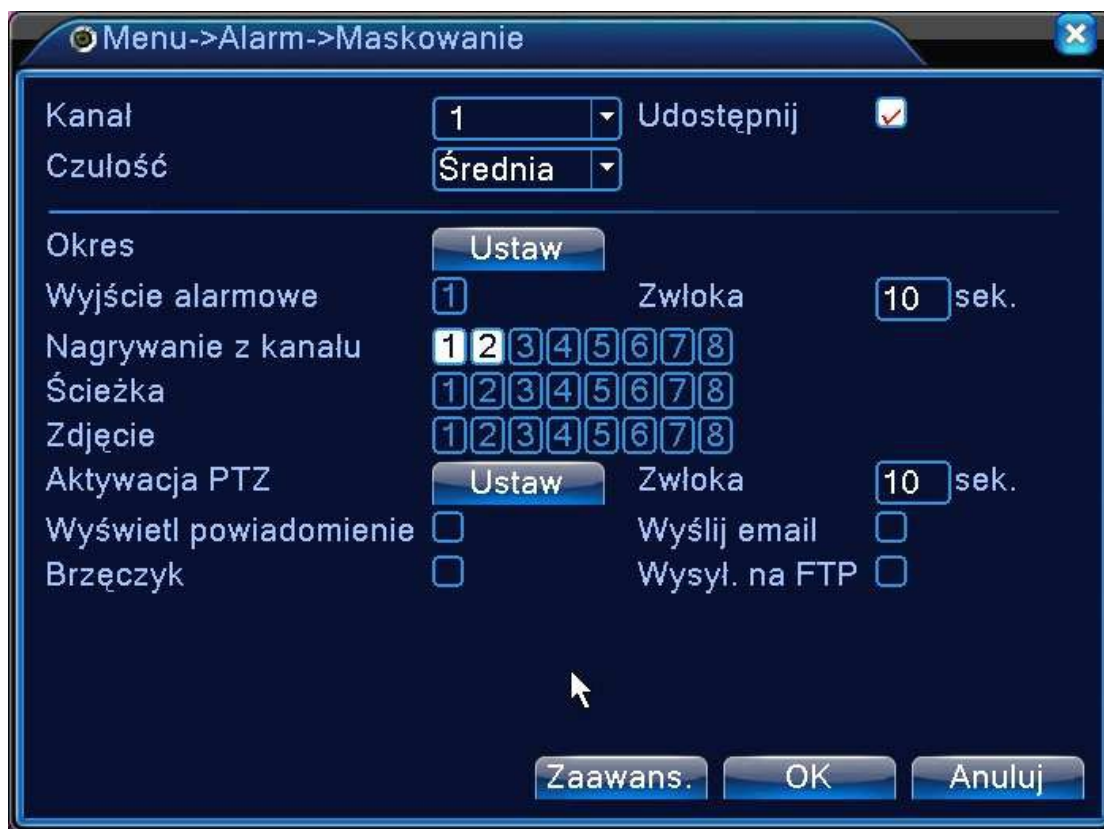 Menu->Alarm->Maskowanie
Kanał 1 Udostępnij
Czułość Średnia
Okres Ustaw
Wyjście alarmowe 1 Zwłoka 10 sek.
Nagrywanie z kanału 1 2 3 4 5 6 7 8
Ścieżka 1 2 3 4 5 6 7 8
Zdjęcie 1 2 3 4 5 6 7 8
Aktywacja PTZ Ustaw Zwłoka 10 sek.
Wyświetl powiadomienie Wyślij email
Brzęczyk Wysył. na FTP
Zaawans. OK Anuluj